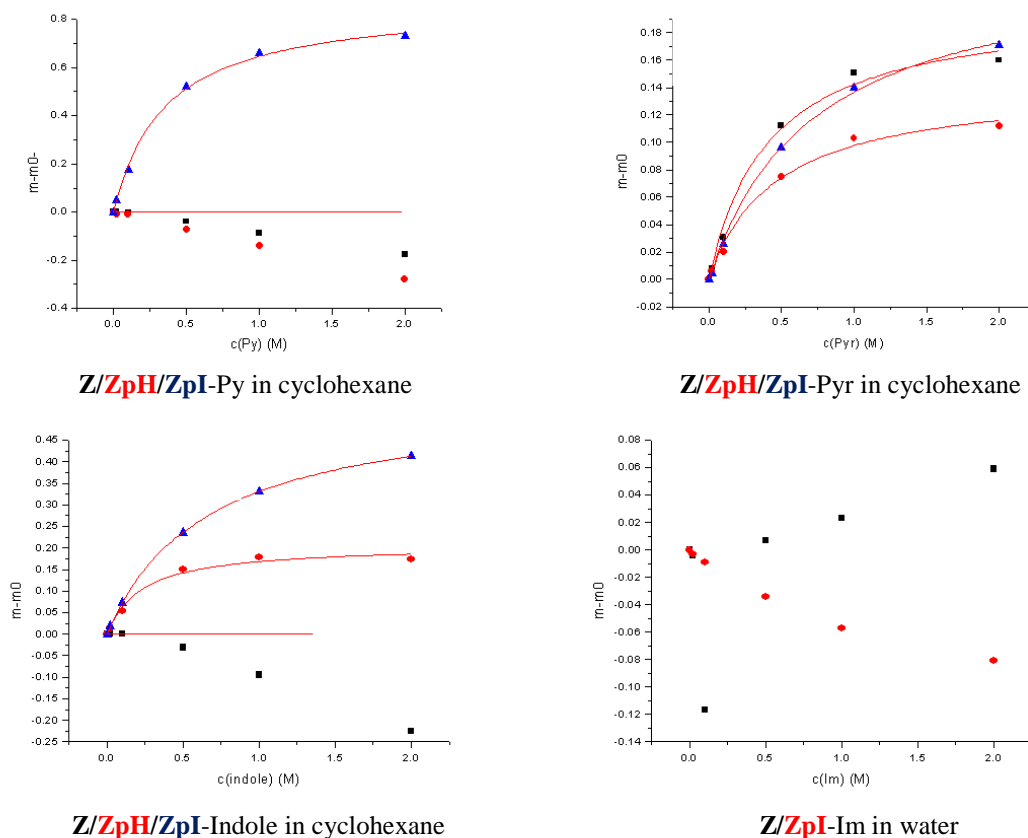 0.8
0.6
0.4
0.2
0.0
-0.2
-0.4
m-m0-
0.0 0.5 1.0 1.5 2.0
c(Py) (M)
Z/ZpH/ZpI-Py in cyclohexane
0.16
0.14
0.12
0.10
0.08
0.06
0.04
0.02
0.00
-0.02
m-m0
0.0 0.5 1.0 1.5 2.0
c(Pyr) (M)
Z/ZpH/ZpI-Pyr in cyclohexane
0.45
0.40
0.35
0.30
0.25
0.20
0.15
0.10
0.05
0.00
-0.05
-0.10
-0.15
-0.20
-0.25
m-m0
0.0 0.5 1.0 1.5 2.0
c(indole) (M)
Z/ZpH/ZpI-Indole in cyclohexane
0.08
0.06
0.04
0.02
0.00
-0.02
-0.04
-0.06
-0.08
-0.10
-0.12
-0.14
m-m0
0.0 0.5 1.0 1.5 2.0
c(Im) (M)
Z/ZpI-Im in water